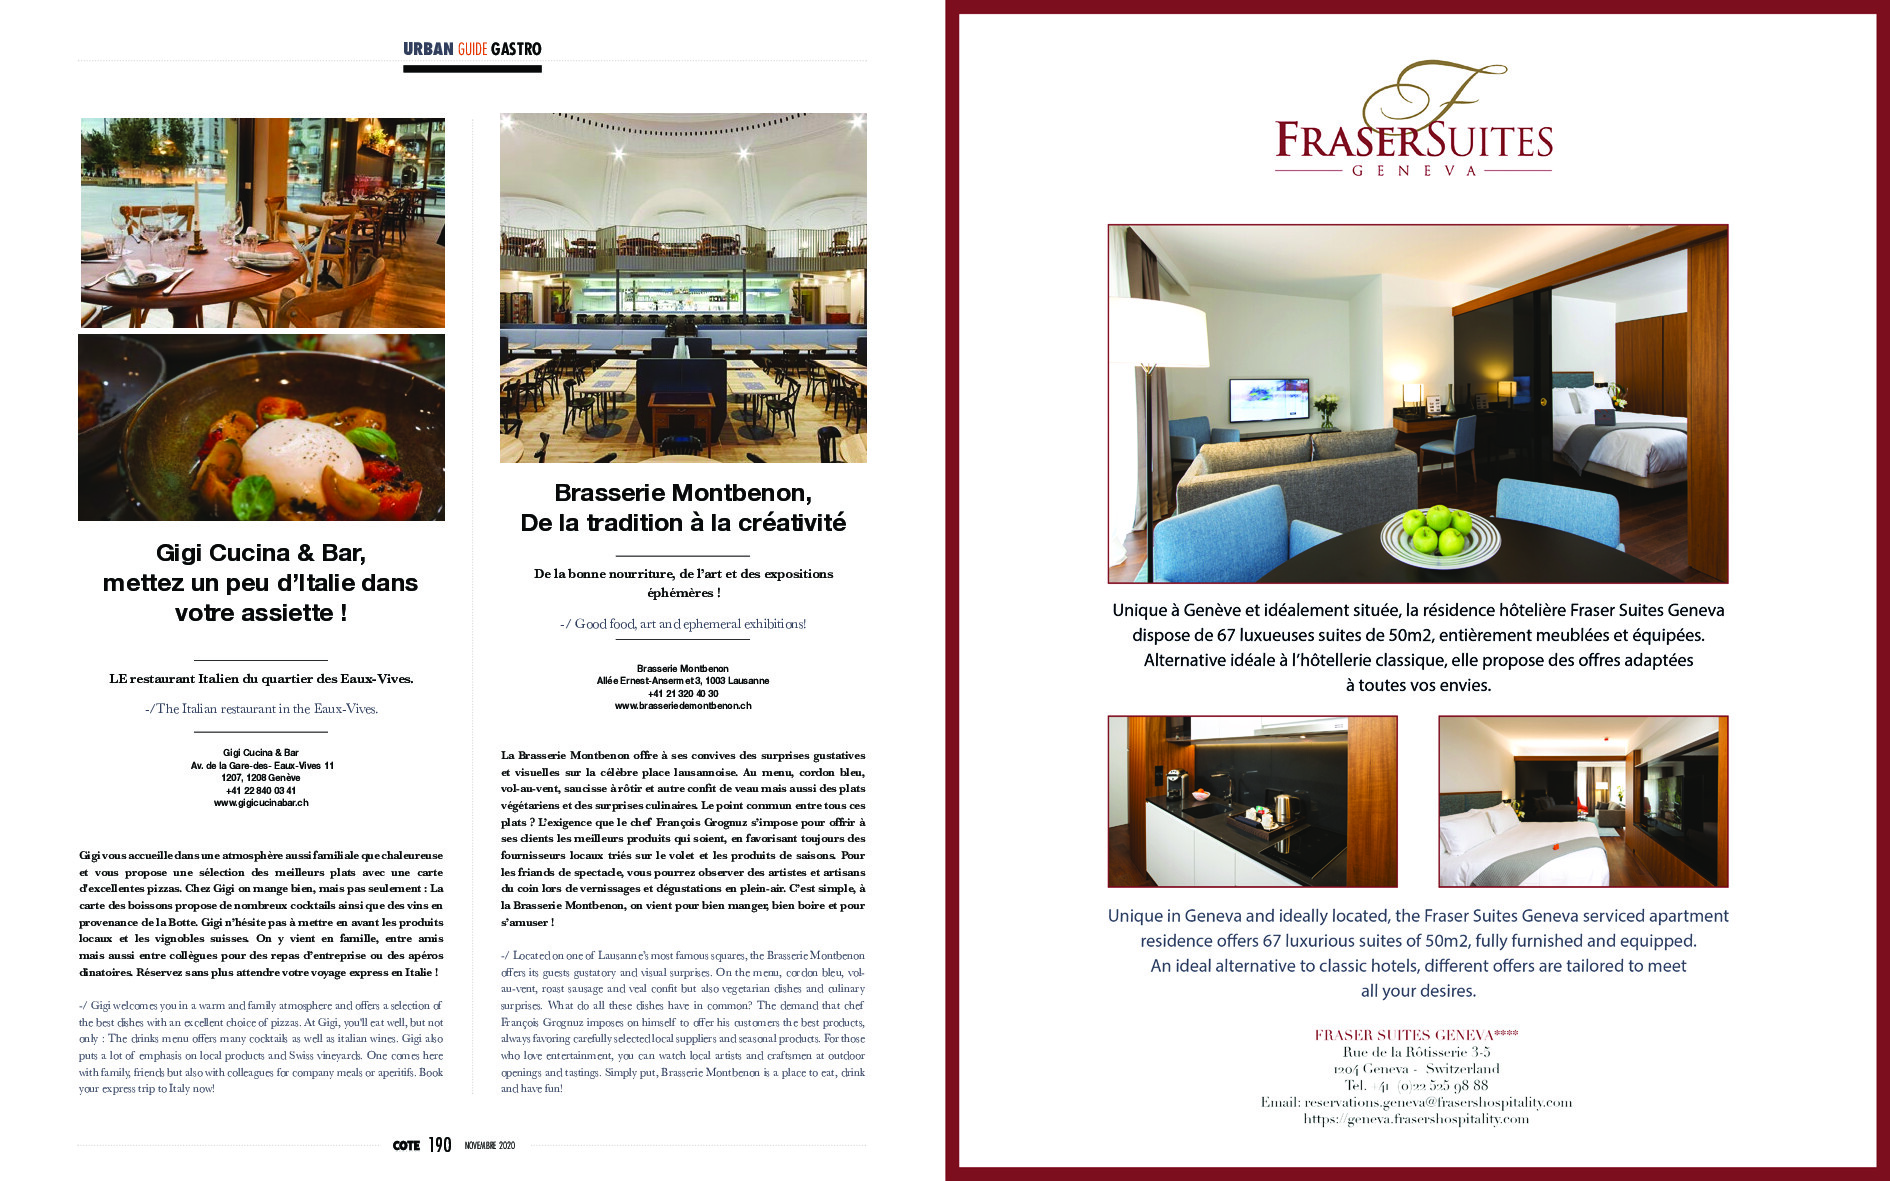 URBAN GUIDE GASTRO
Gigi Cucina & Bar,
mettez un peu d'Italie dans
votre assiette !
LE restaurant Italien du quartier des Eaux-Vives.
-/The Italian restaurant in the Eaux-Vives.
Gigi Cucina & Bar
Av. de la Gare-des- Eaux-Vives 11
1207, 1208 Genève
+41 22 840 03 41
www.gigicucinabar.ch
Gigi vous accueille dans une atmosphère aussi familiale que chaleureuse
et vous propose une sélection des meilleurs plats avec une carte
d'excellentes pizzas. Chez Gigi on mange bien, mais pas seulement : La
carte des boissons propose de nombreux cocktails ainsi que des vins en
provenance de la Botte. Gigi n'hésite pas à mettre en avant les produits
locaux et les vignobles suisses. On y vient en famille, entre amis
mais aussi entre collègues pour des repas d'entreprise ou des apéros
dinatoires. Réservez sans plus attendre votre voyage express en Italie !
-/ Gigi welcomes you in a warm and family atmosphere and offers a selection of
the best dishes with an excellent choice of pizzas. At Gigi, you'll eat well, but not
only : The drinks menu offers many cocktails as well as italian wines. Gigi also
puts a lot of emphasis on local products and Swiss vineyards. One comes here
with family, friends but also with colleagues for company meals or aperitifs. Book
your express trip to Italy now!
Brasserie Montbenon,
De la tradition à la créativité
De la bonne nourriture, de l'art et des expositions
éphémères !
-/ Good food, art and ephemeral exhibitions!
Brasserie Montbenon
Allée Ernest-Ansermet 3, 1003 Lausanne
+41 21 320 40 30
www.brasseriedemontbenon.ch
La Brasserie Montbenon offre à ses convives des surprises gustatives
et visuelles sur la célèbre place lausannoise. Au menu, cordon bleu,
vol-au-vent, saucisse à rôtir et autre confit de veau mais aussi des plats
végétariens et des surprises culinaires. Le point commun entre tous ces
plats ? L'exigence que le chef François Grognuz s'impose pour offrir à
ses clients les meilleurs produits qui soient, en favorisant toujours des
fournisseurs locaux triés sur le volet et les produits de saisons. Pour
les friands de spectacle, vous pourrez observer des artistes et artisans
du coin lors de vernissages et dégustations en plein-air. C'est simple, à
la Brasserie Montbenon, on vient pour bien manger, bien boire et pour
s'amuser !
-/ Located on one of Lausanne's most famous squares, the Brasserie Montbenon
offers its guests gustatory and visual surprises. On the menu, cordon bleu, vol-
au-vent, roast sausage and veal confit but also vegetarian dishes and culinary
surprises. What do all these dishes have in common? The demand that chef
François Grognuz imposes on himself to offer his customers the best products,
always favoring carefully selected local suppliers and seasonal products. For those
who love entertainment, you can watch local artists and craftsmen at outdoor
openings and tastings. Simply put, Brasserie Montbenon is a place to eat, drink
and have fun!
COTE 190 NOVEMBRE 2020
F
FRASER SUITES
GENEVA
Unique à Genève et idéalement située, la résidence hôtelière Fraser Suites Geneva
dispose de 67 luxueuses suites de 50m2, entièrement meublées et équipées.
Alternative idéale à l'hôtellerie classique, elle propose des offres adaptées
à toutes vos envies.
Unique in Geneva and ideally located, the Fraser Suites Geneva serviced apartment
residence offers 67 luxurious suites of 50m2, fully furnished and equipped.
An ideal alternative to classic hotels, different offers are tailored to meet
all your desires.
FRASER SUITES GENEVA****
Rue de la Rôtisserie 3-5
1204 Geneva - Switzerland
Tel. +41 (0)22 525 98 88
Email: reservations.geneva@frasershospitality.com
https://geneva.frasershospitality.com